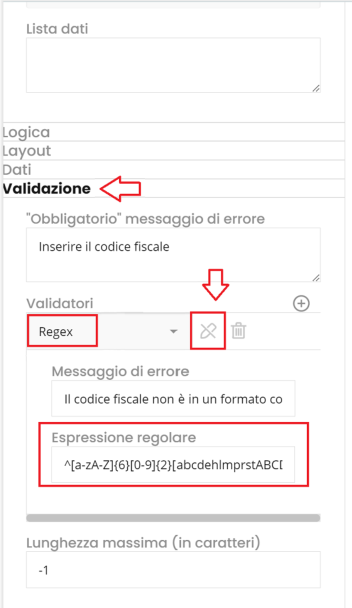 Lista dati
Logica
Layout
Dati
Validazione
"Obbligatorio" messaggio di errore
Inserire il codice fiscale
Validatori
Regex
Messaggio di errore
Il codice fiscale non è in un formato co
Espressione regolare
^[a-zA-Z]{6}[0-9]{2}[abcdehlmprstABCD
Lunghezza massima (in caratteri)
-1